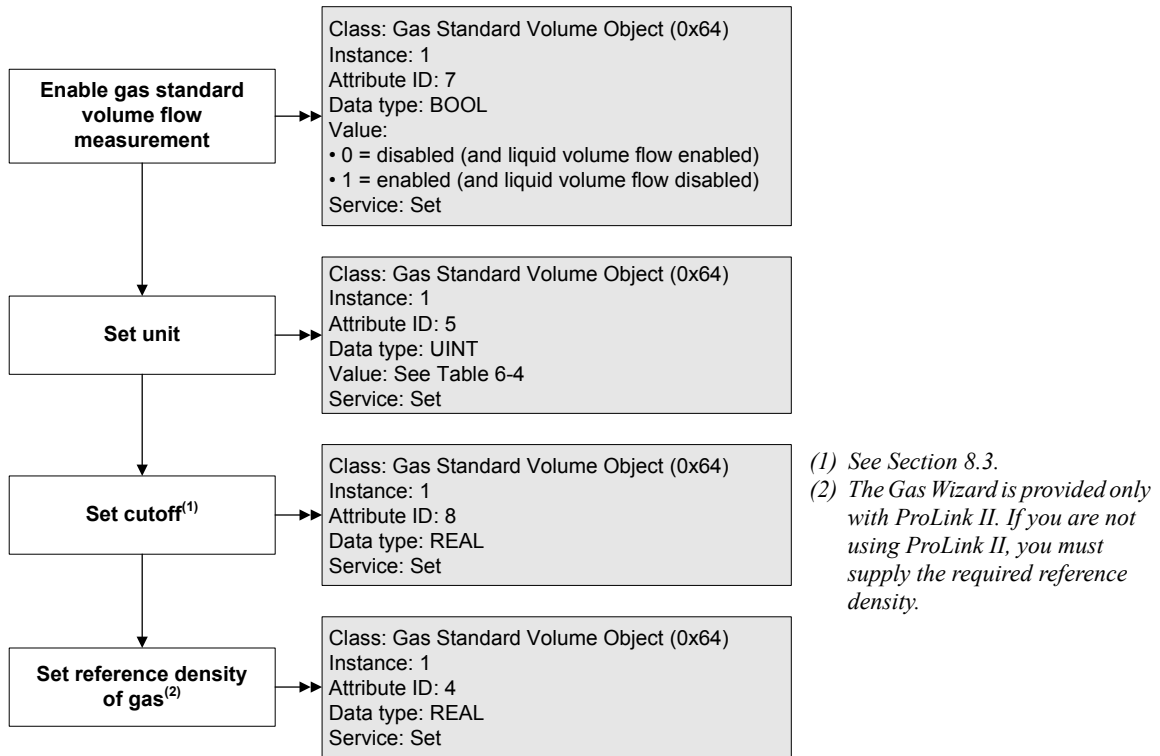 Enable gas standard
volume flow
measurement
Class: Gas Standard Volume Object (0x64)
Instance: 1
Attribute ID: 7
Data type: BOOL
Value:
• 0 = disabled (and liquid volume flow enabled)
• 1 = enabled (and liquid volume flow disabled)
Service: Set
Set unit
Class: Gas Standard Volume Object (0x64)
Instance: 1
Attribute ID: 5
Data type: UINT
Value: See Table 6-4
Service: Set
Set cutoff(1)
Class: Gas Standard Volume Object (0x64)
Instance: 1
Attribute ID: 8
Data type: REAL
Service: Set
Set reference density
of gas(2)
Class: Gas Standard Volume Object (0x64)
Instance: 1
Attribute ID: 4
Data type: REAL
Service: Set
(1) See Section 8.3.
(2) The Gas Wizard is provided only
with ProLink II. If you are not
using ProLink II, you must
supply the required reference
density.